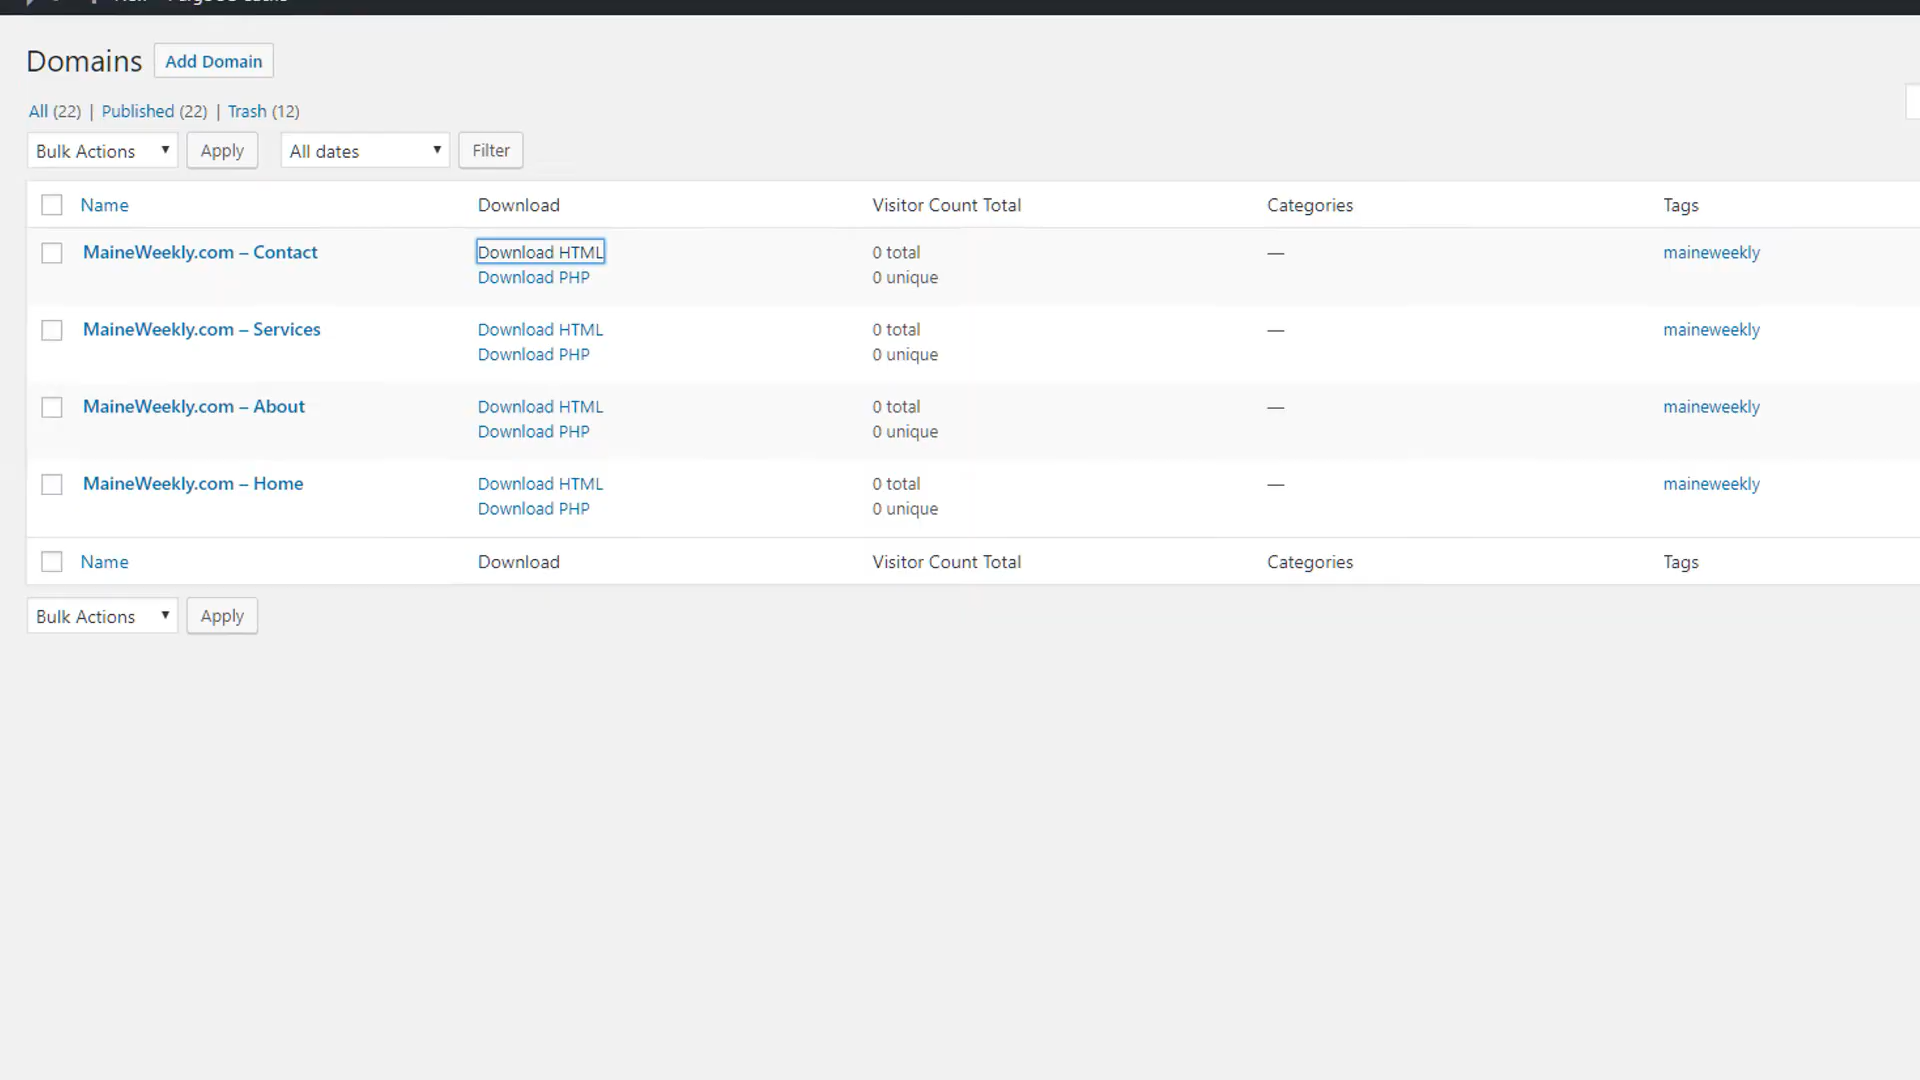 Domains Add Domain
All (22) | Published (22) | Trash (12)
Bulk Actions Apply All dates Filter
Name Download Visitor Count Total Categories Tags
MaineWeekly.com – Contact Download HTML 0 total — maineweekly
Download PHP 0 unique
MaineWeekly.com – Services Download HTML 0 total — maineweekly
Download PHP 0 unique
MaineWeekly.com – About Download HTML 0 total — maineweekly
Download PHP 0 unique
MaineWeekly.com – Home Download HTML 0 total — maineweekly
Download PHP 0 unique
Name Download Visitor Count Total Categories Tags
Bulk Actions Apply